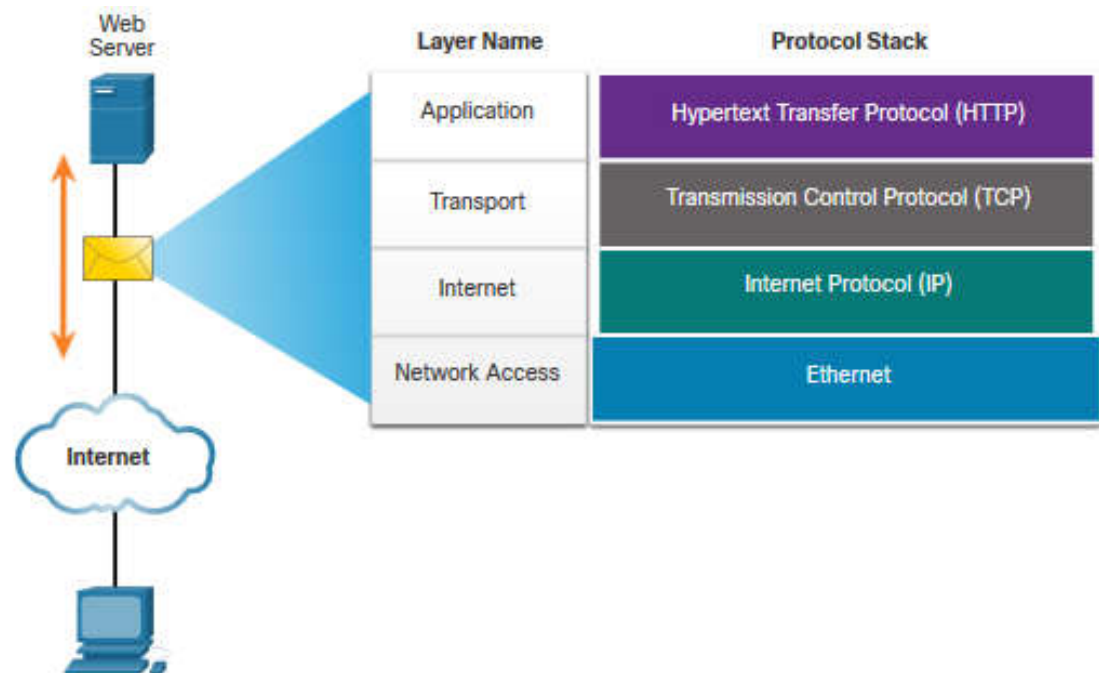 Web
Server
Layer Name
Protocol Stack
Application
Hypertext Transfer Protocol (HTTP)
Transport
Transmission Control Protocol (TCP)
Internet
Internet Protocol (IP)
Network Access
Ethernet
Internet